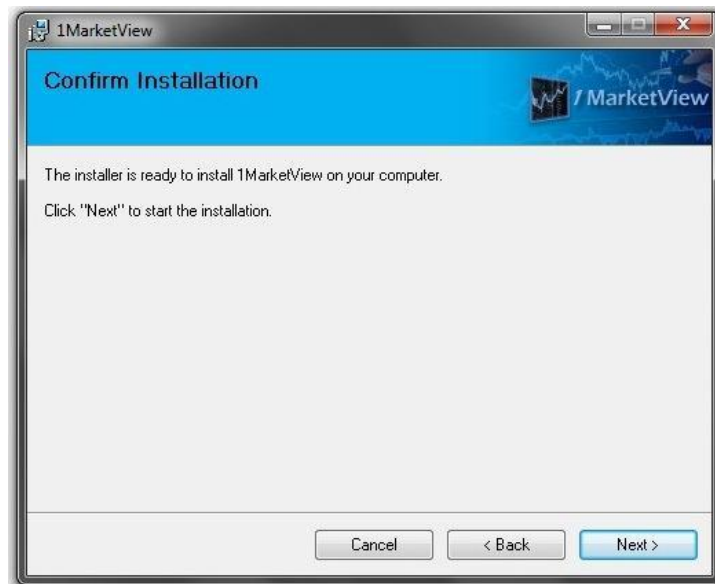 1MarketView
Confirm Installation
1 MarketView
The installer is ready to install 1MarketView on your computer.
Click "Next" to start the installation.
Cancel
< Back
Next >